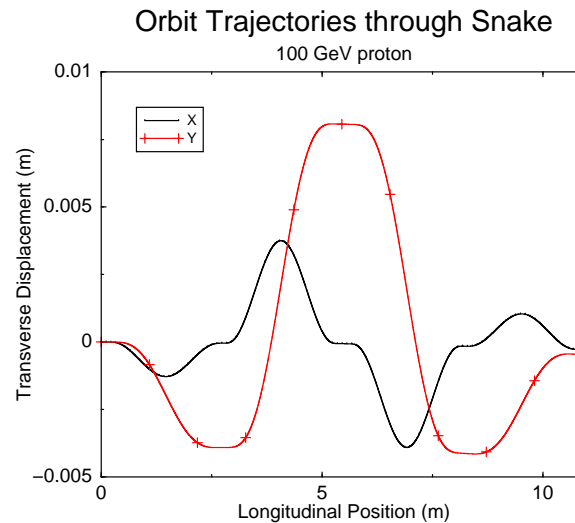 Orbit Trajectories through Snake
100 GeV proton
0.01
X
Y
0.005
Transverse Displacement (m)
0
−0.005
0
5
10
Longitudinal Position (m)